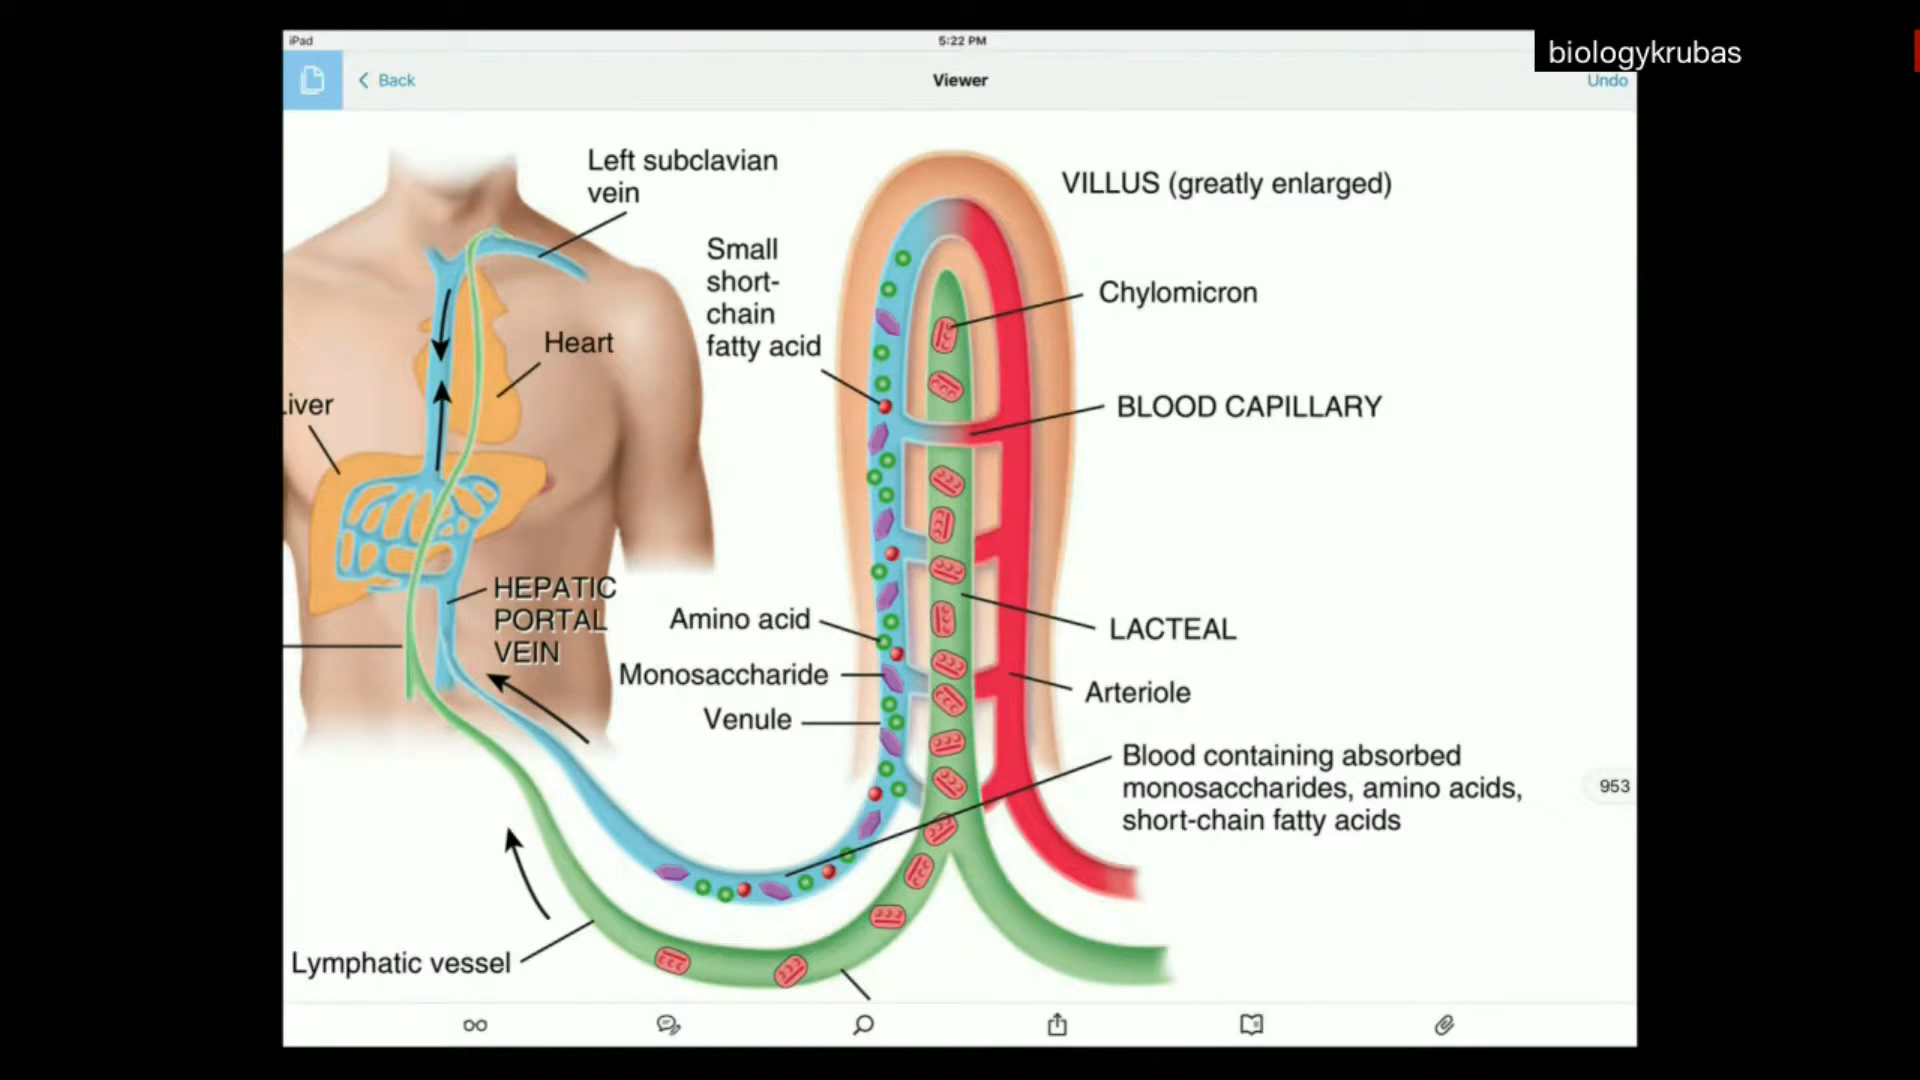 iPad
5:22 PM
biologykrubas
Back
Viewer
Undo
Left subclavian
vein
VILLUS (greatly enlarged)
Small
short-
chain
fatty acid
Chylomicron
Heart
BLOOD CAPILLARY
iver
HEPATIC
PORTAL
VEIN
Amino acid
LACTEAL
Monosaccharide
Arteriole
Venule
Blood containing absorbed
monosaccharides, amino acids,
short-chain fatty acids
953
Lymphatic vessel